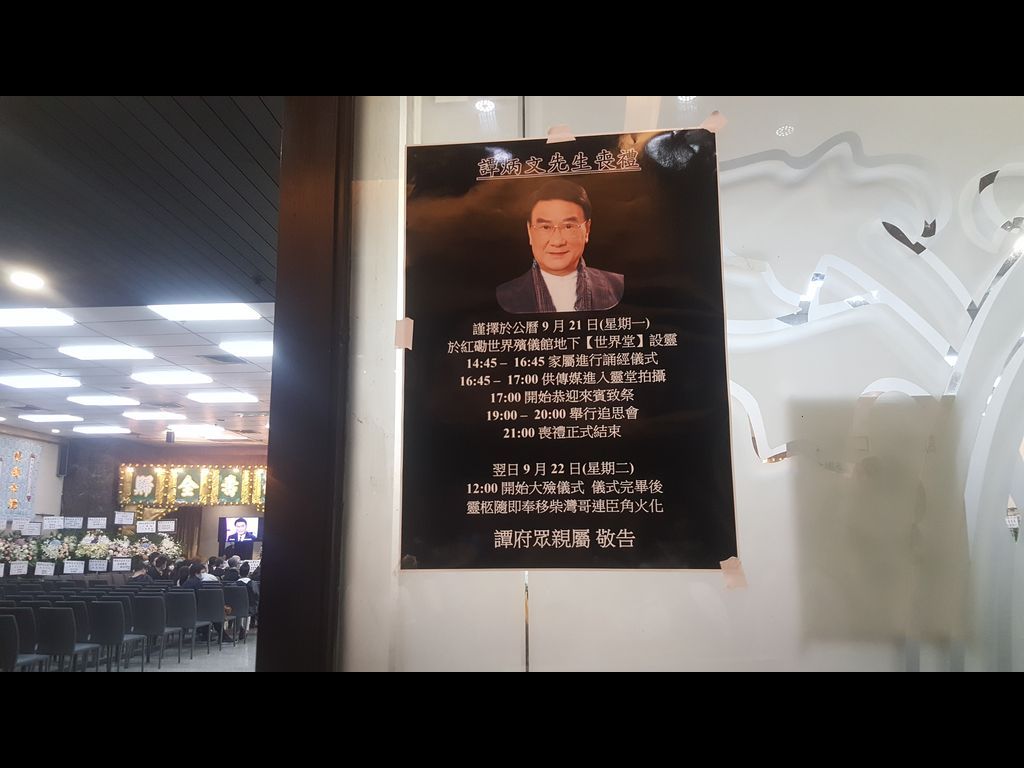 譚炳文先生喪禮
謹擇於公曆 9 月 21 日(星期一)
於紅磡世界殯儀館地下【世界堂】設靈
14:45 – 16:45 家屬進行誦經儀式
16:45 – 17:00 供傳媒進入靈堂拍攝
17:00 開始恭迎來賓致祭
19:00 – 20:00 舉行追思會
21:00 喪禮正式結束
翌日 9 月 22 日(星期二)
12:00 開始大殮儀式 儀式完畢後
靈柩隨即奉移柴灣哥連臣角火化
譚府眾親屬 敬告
歸全壽